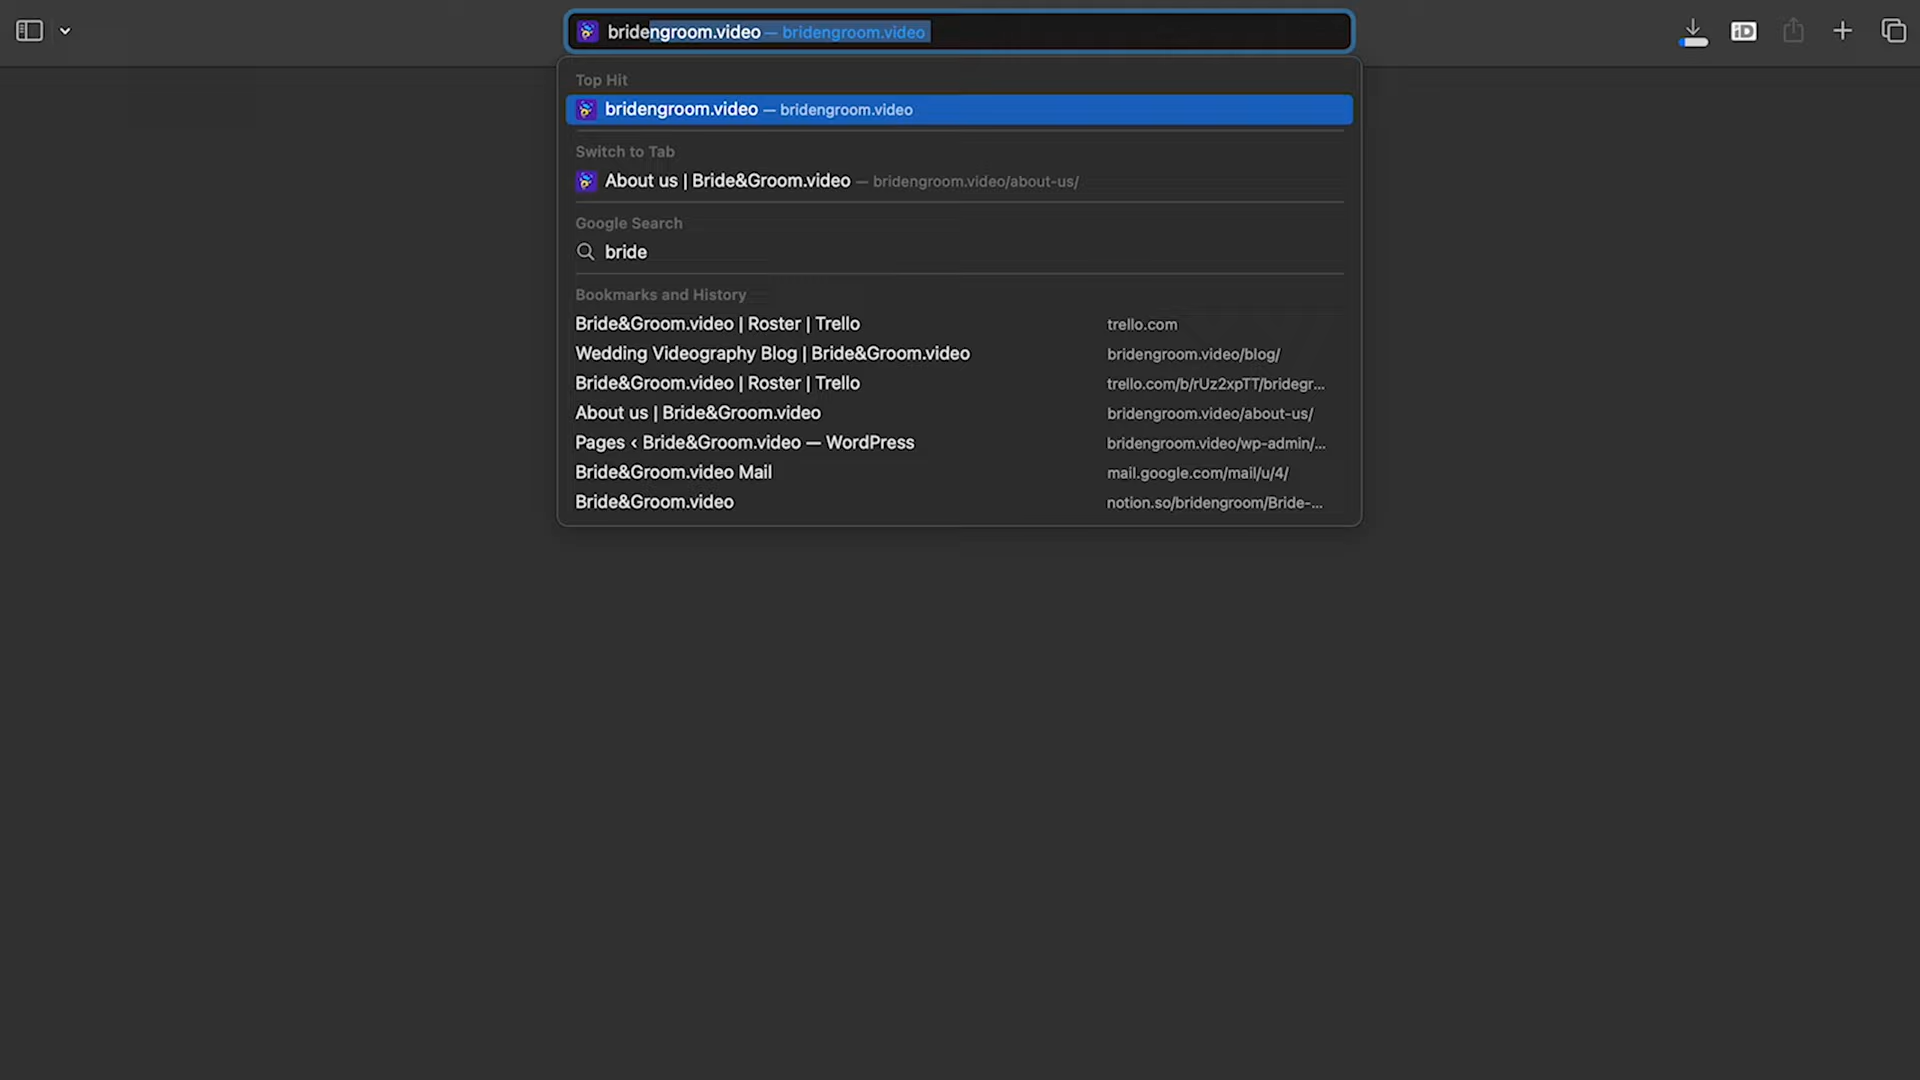 bridengroom.video — bridengroom.video
iD
Top Hit
bridengroom.video — bridengroom.video
Switch to Tab
About us | Bride&Groom.video — bridengroom.video/about-us/
Google Search
bride
Bookmarks and History
Bride&Groom.video | Roster | Trello trello.com
Wedding Videography Blog | Bride&Groom.video bridengroom.video/blog/
Bride&Groom.video | Roster | Trello trello.com/b/rUz2xpTT/bridegr...
About us | Bride&Groom.video bridengroom.video/about-us/
Pages ‹ Bride&Groom.video — WordPress bridengroom.video/wp-admin/...
Bride&Groom.video Mail mail.google.com/mail/u/4/
Bride&Groom.video notion.so/bridengroom/Bride-...